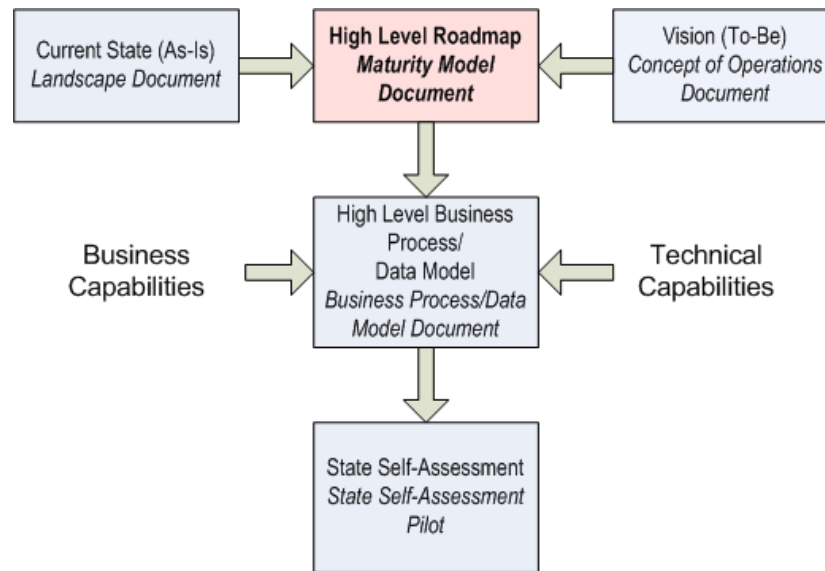 Current State (As-Is)
Landscape Document
High Level Roadmap
Maturity Model
Document
Vision (To-Be)
Concept of Operations
Document
Business
Capabilities
High Level Business
Process/
Data Model
Business Process/Data
Model Document
Technical
Capabilities
State Self-Assessment
State Self-Assessment
Pilot